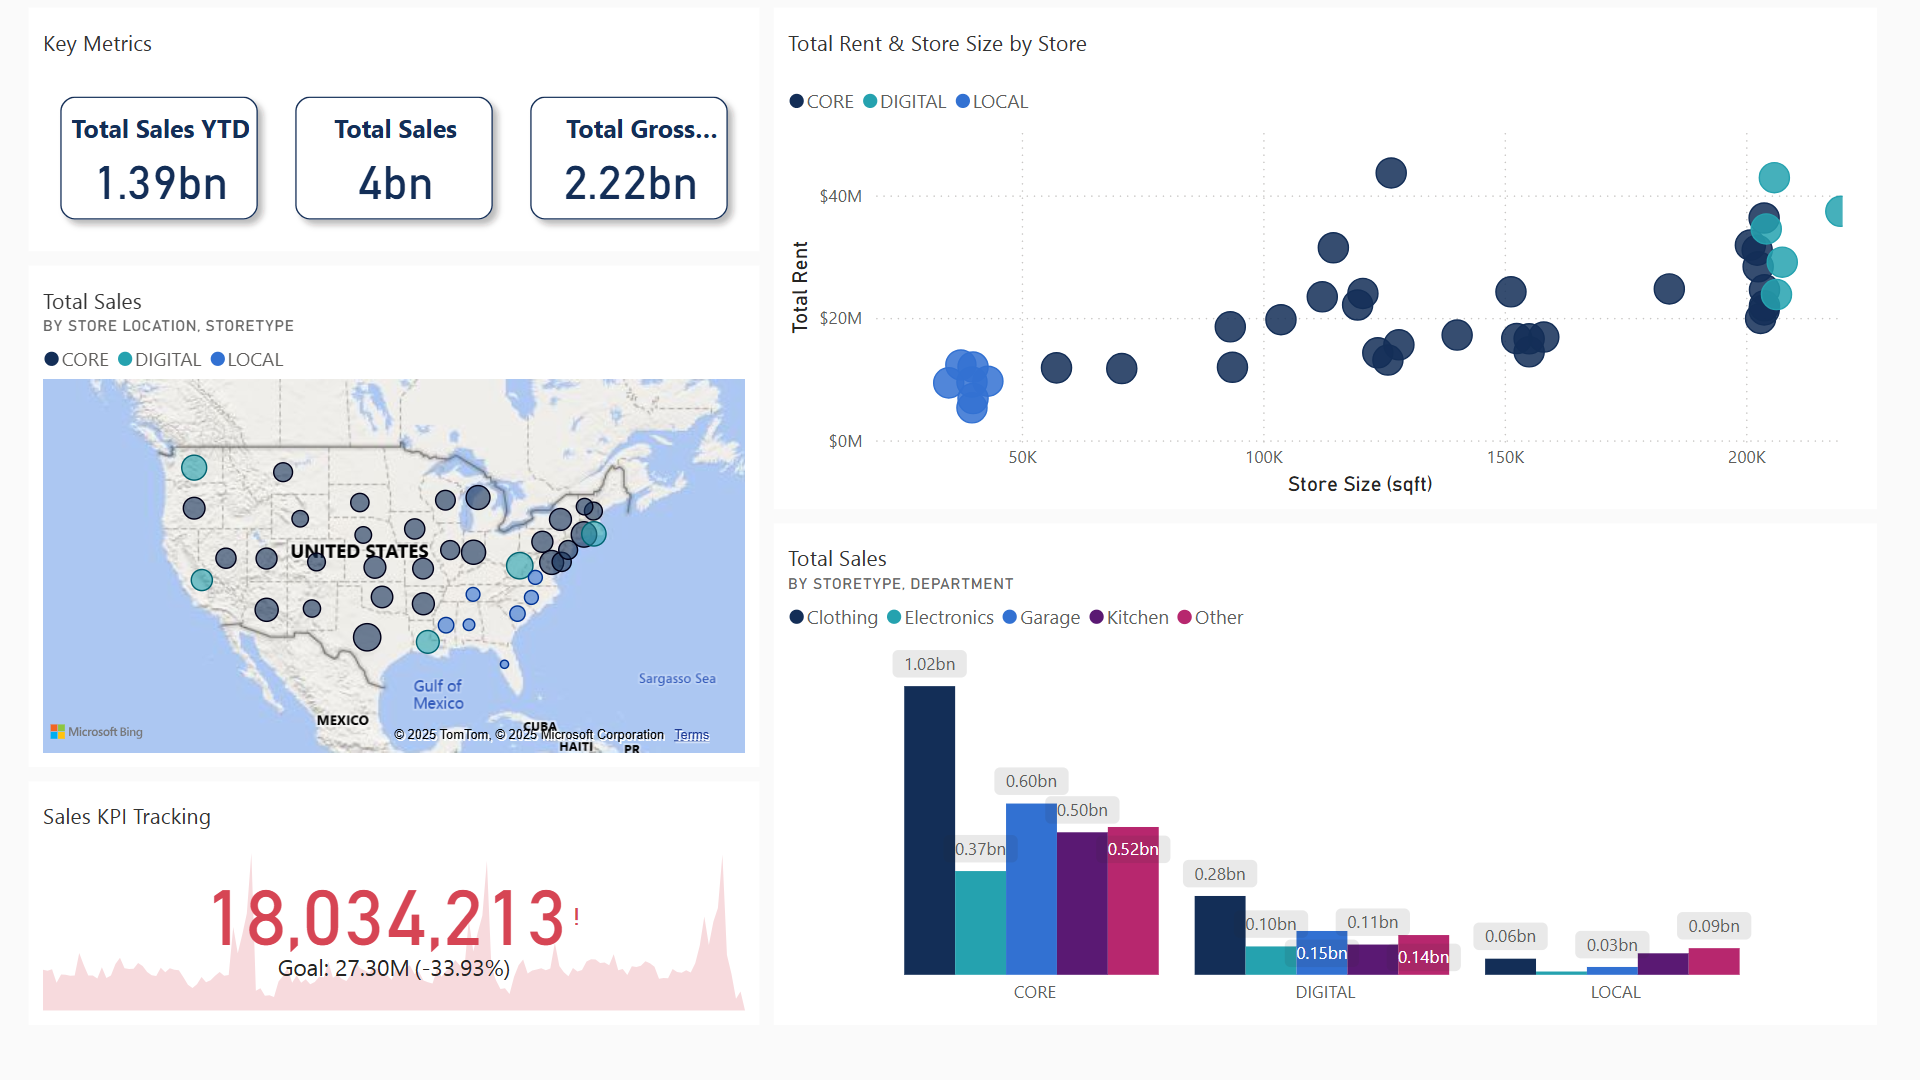 Key Metrics
Total Sales YTD
1.39bn
Total Sales
4bn
Total Gross...
2.22bn
Total Sales
BY STORE LOCATION, STORETYPE
CORE DIGITAL LOCAL
UNITED STATES
Gulf of
Mexico
Sargasso Sea
MEXICO
CUBA
HAITI
PR
Microsoft Bing
© 2025 TomTom, © 2025 Microsoft Corporation Terms
Sales KPI Tracking
18,034,213!
Goal: 27.30M (-33.93%)
Total Rent & Store Size by Store
CORE DIGITAL LOCAL
Total Rent
$40M
$20M
$0M
50K 100K 150K 200K
Store Size (sqft)
Total Sales
BY STORETYPE, DEPARTMENT
Clothing Electronics Garage Kitchen Other
1.02bn
0.37bn
0.60bn
0.50bn
0.52bn
0.28bn
0.10bn
0.15bn
0.11bn
0.14bn
0.06bn
0.03bn
0.09bn
CORE DIGITAL LOCAL